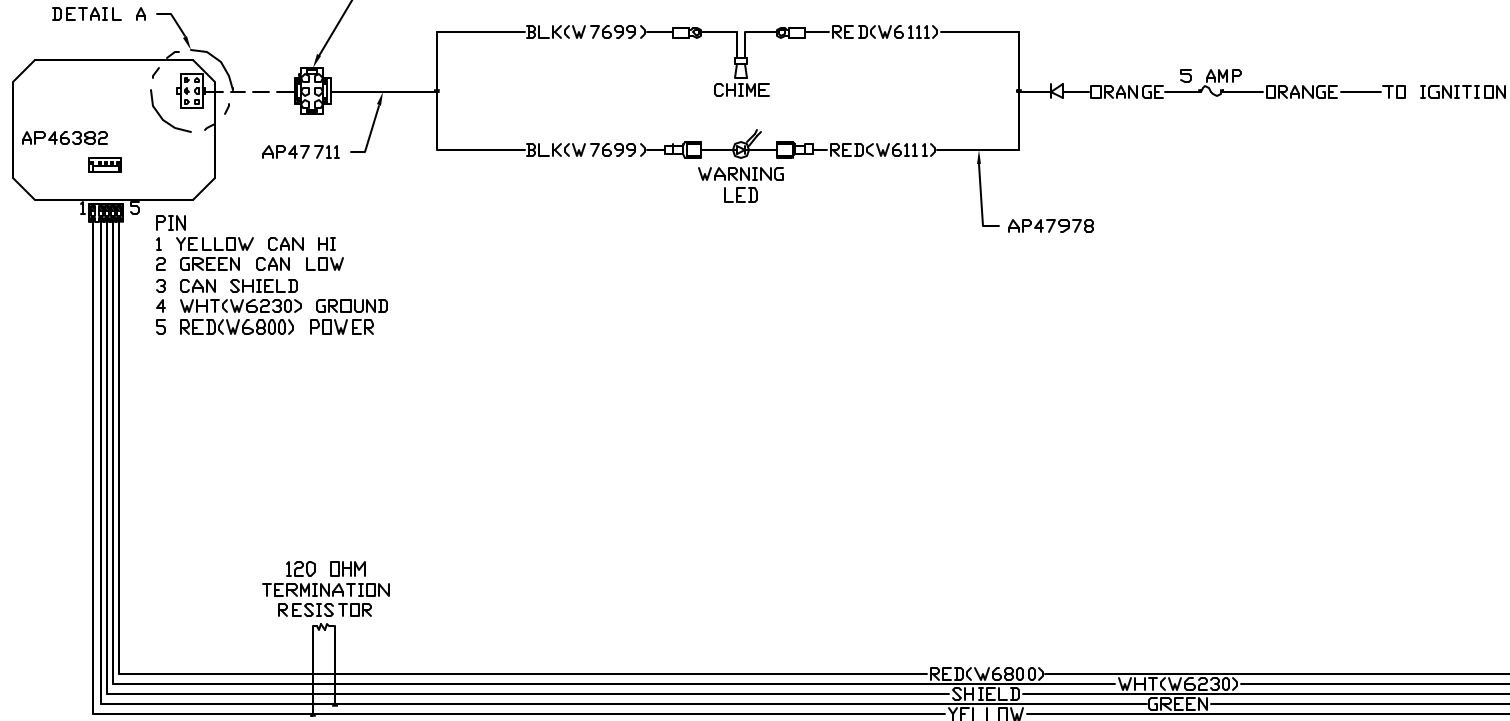 DETAIL A
BLK(W7699)
RED(W6111)
CHIME
5 AMP
ORANGE
ORANGE
TO IGNITION
AP46382
AP47711
BLK(W7699)
RED(W6111)
WARNING
LED
AP47978
1
5
PIN
1 YELLOW CAN HI
2 GREEN CAN LOW
3 CAN SHIELD
4 WHT(W6230) GROUND
5 RED(W6800) POWER
120 OHM
TERMINATION
RESISTOR
RED(W6800)
WHT(W6230)
SHIELD
GREEN
YELLOW